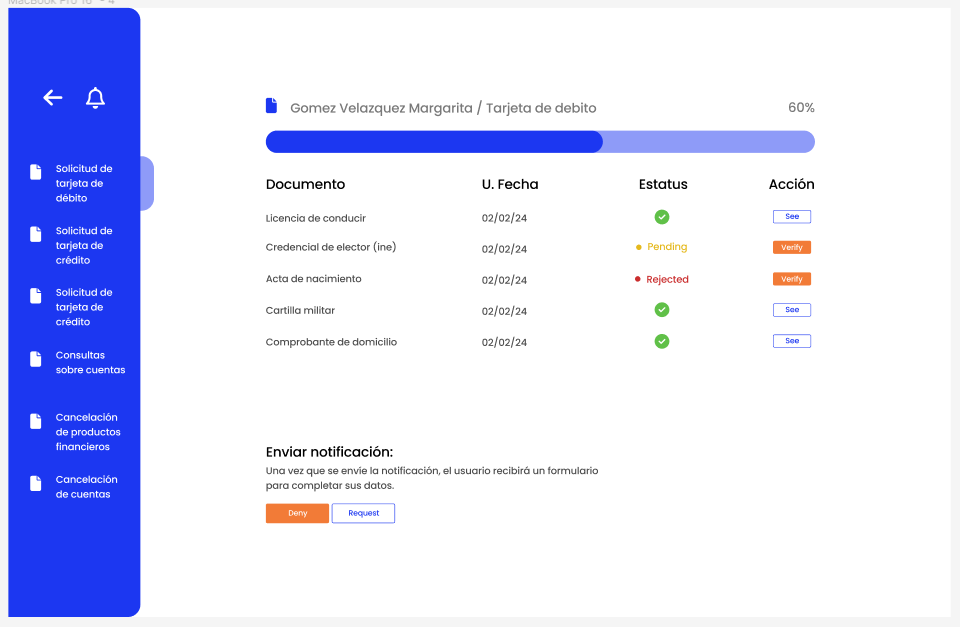 MacBook Pro 16" - 4
Solicitud de
tarjeta de
débito
Solicitud de
tarjeta de
crédito
Solicitud de
tarjeta de
crédito
Consultas
sobre cuentas
Cancelación
de productos
financieros
Cancelación
de cuentas
Gomez Velazquez Margarita / Tarjeta de debito 60%
Documento U. Fecha Estatus Acción
Licencia de conducir 02/02/24 See
Credencial de elector (ine) 02/02/24 Pending Verify
Acta de nacimiento 02/02/24 Rejected Verify
Cartilla militar 02/02/24 See
Comprobante de domicilio 02/02/24 See
Enviar notificación:
Una vez que se envíe la notificación, el usuario recibirá un formulario
para completar sus datos.
Deny Request